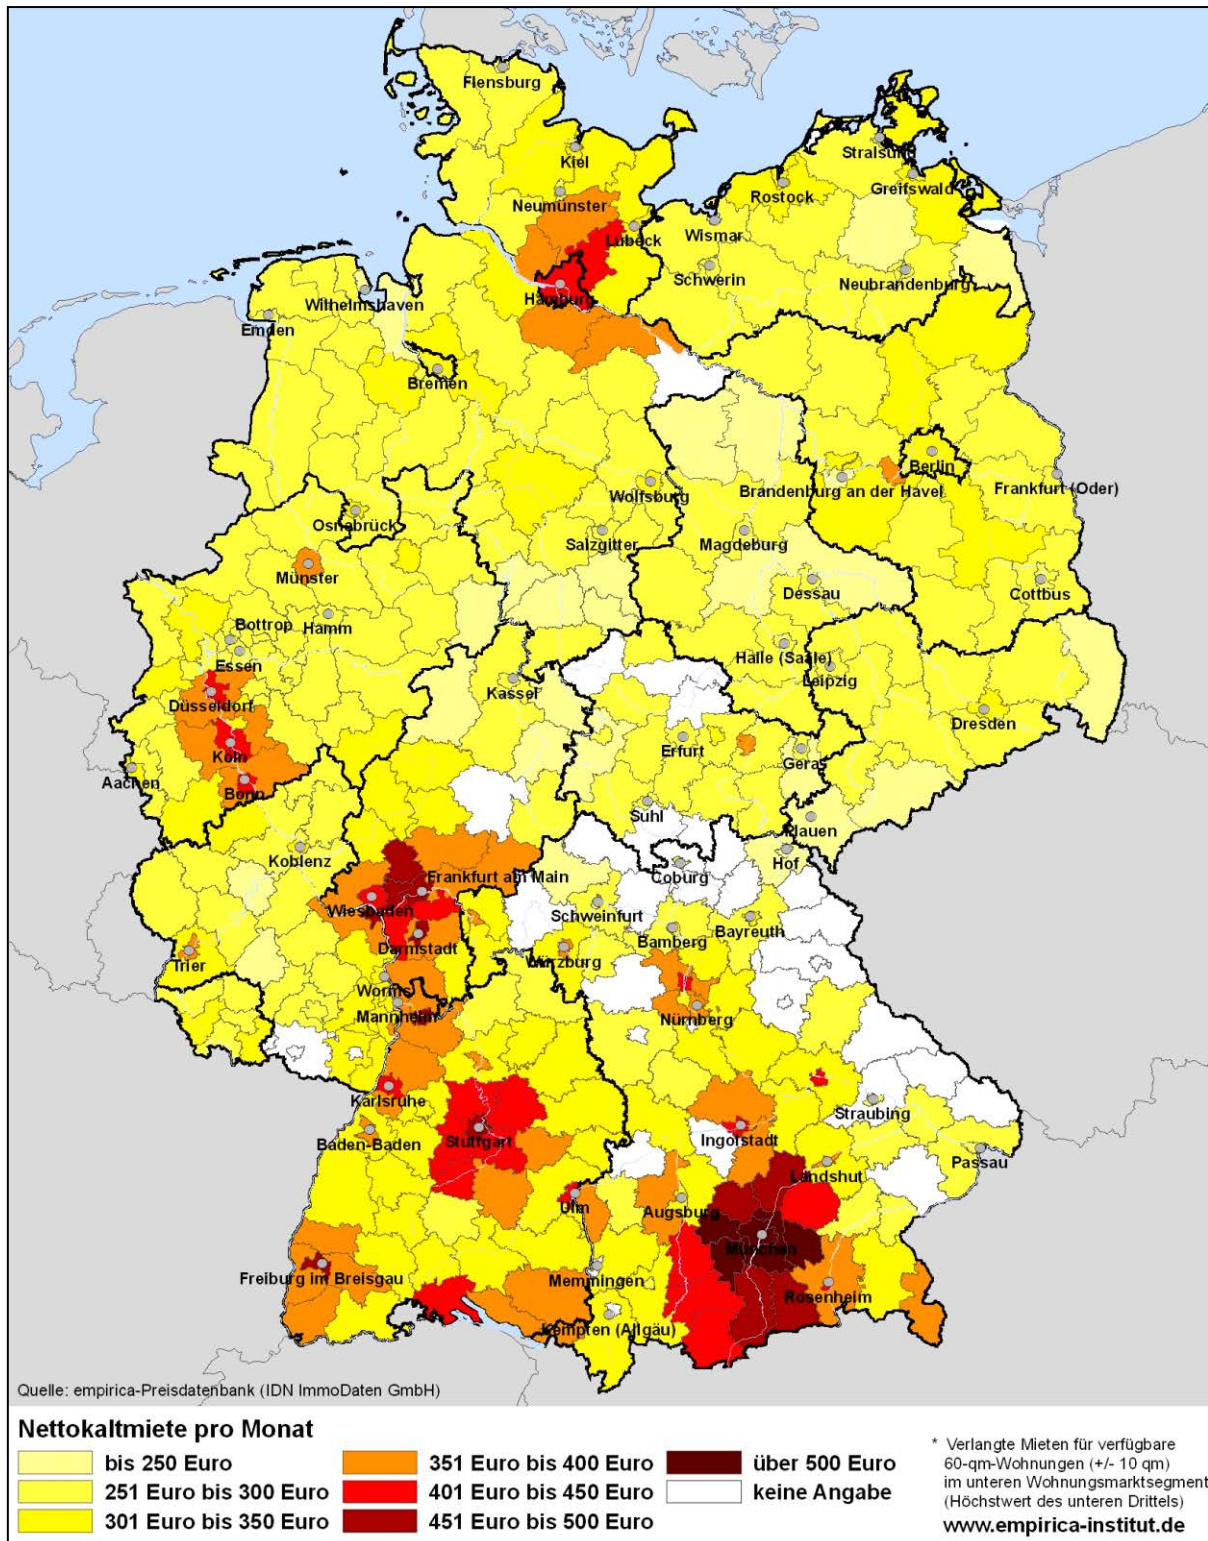 Flensburg
Kiel
Stralsund
Greifswald
Rostock
Neumünster
Lübeck
Wismar
Schwerin
Neubrandenburg
Hamburg
Wilhelmshaven
Emden
Bremen
Berlin
Wolfsburg
Brandenburg an der Havel
Frankfurt (Oder)
Osnabrück
Salzgitter
Magdeburg
Münster
Dessau
Cottbus
Bottrop
Hamm
Essen
Halle (Saale)
Leipzig
Kassel
Düsseldorf
Dresden
Erfurt
Köln
Gera
Aachen
Bonn
Suhl
Plauen
Koblenz
Hof
Coburg
Frankfurt am Main
Wiesbaden
Schweinfurt
Bayreuth
Bamberg
Darmstadt
Würzburg
Trier
Worms
Mannheim
Nürnberg
Karlsruhe
Straubing
Baden-Baden
Stuttgart
Ingolstadt
Passau
Landshut
Ulm
Augsburg
München
Freiburg im Breisgau
Memmingen
Rosenheim
Kempten (Allgäu)
Quelle: empirica-Preisdatenbank (IDN ImmoDaten GmbH)
Nettokaltmiete pro Monat
bis 250 Euro
251 Euro bis 300 Euro
301 Euro bis 350 Euro
351 Euro bis 400 Euro
401 Euro bis 450 Euro
451 Euro bis 500 Euro
über 500 Euro
keine Angabe
* Verlangte Mieten für verfügbare
60-qm-Wohnungen (+/- 10 qm)
im unteren Wohnungsmarktsegment
(Höchstwert des unteren Drittels)
www.empirica-institut.de